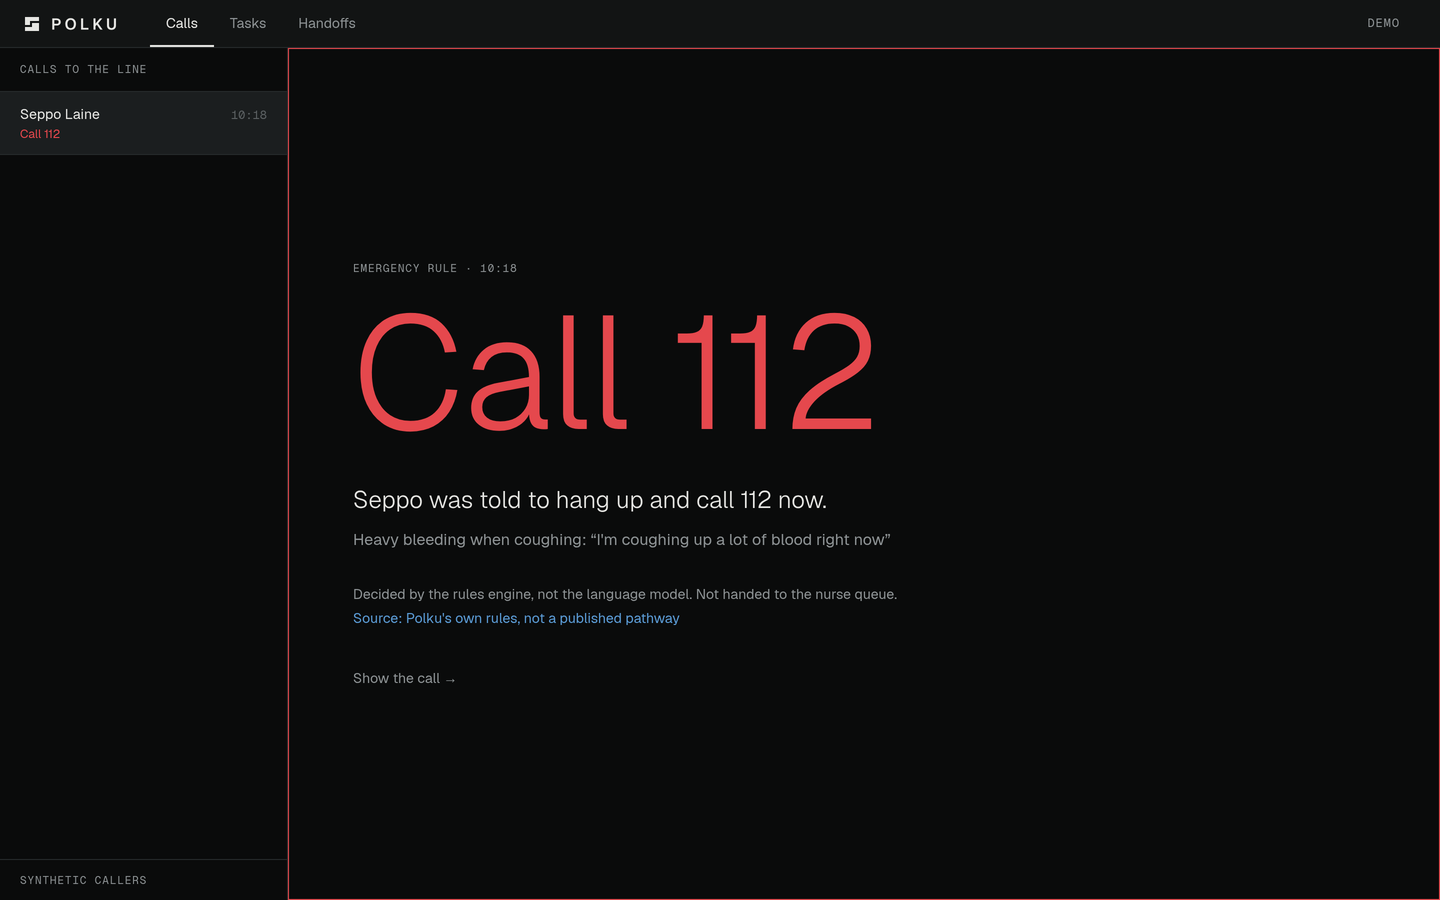 POLKU
Calls
Tasks
Handoffs
DEMO
CALLS TO THE LINE
Seppo Laine
10:18
Call 112
EMERGENCY RULE · 10:18
Call 112
Seppo was told to hang up and call 112 now.
Heavy bleeding when coughing: “I'm coughing up a lot of blood right now”
Decided by the rules engine, not the language model. Not handed to the nurse queue.
Source: Polku's own rules, not a published pathway
Show the call →
SYNTHETIC CALLERS